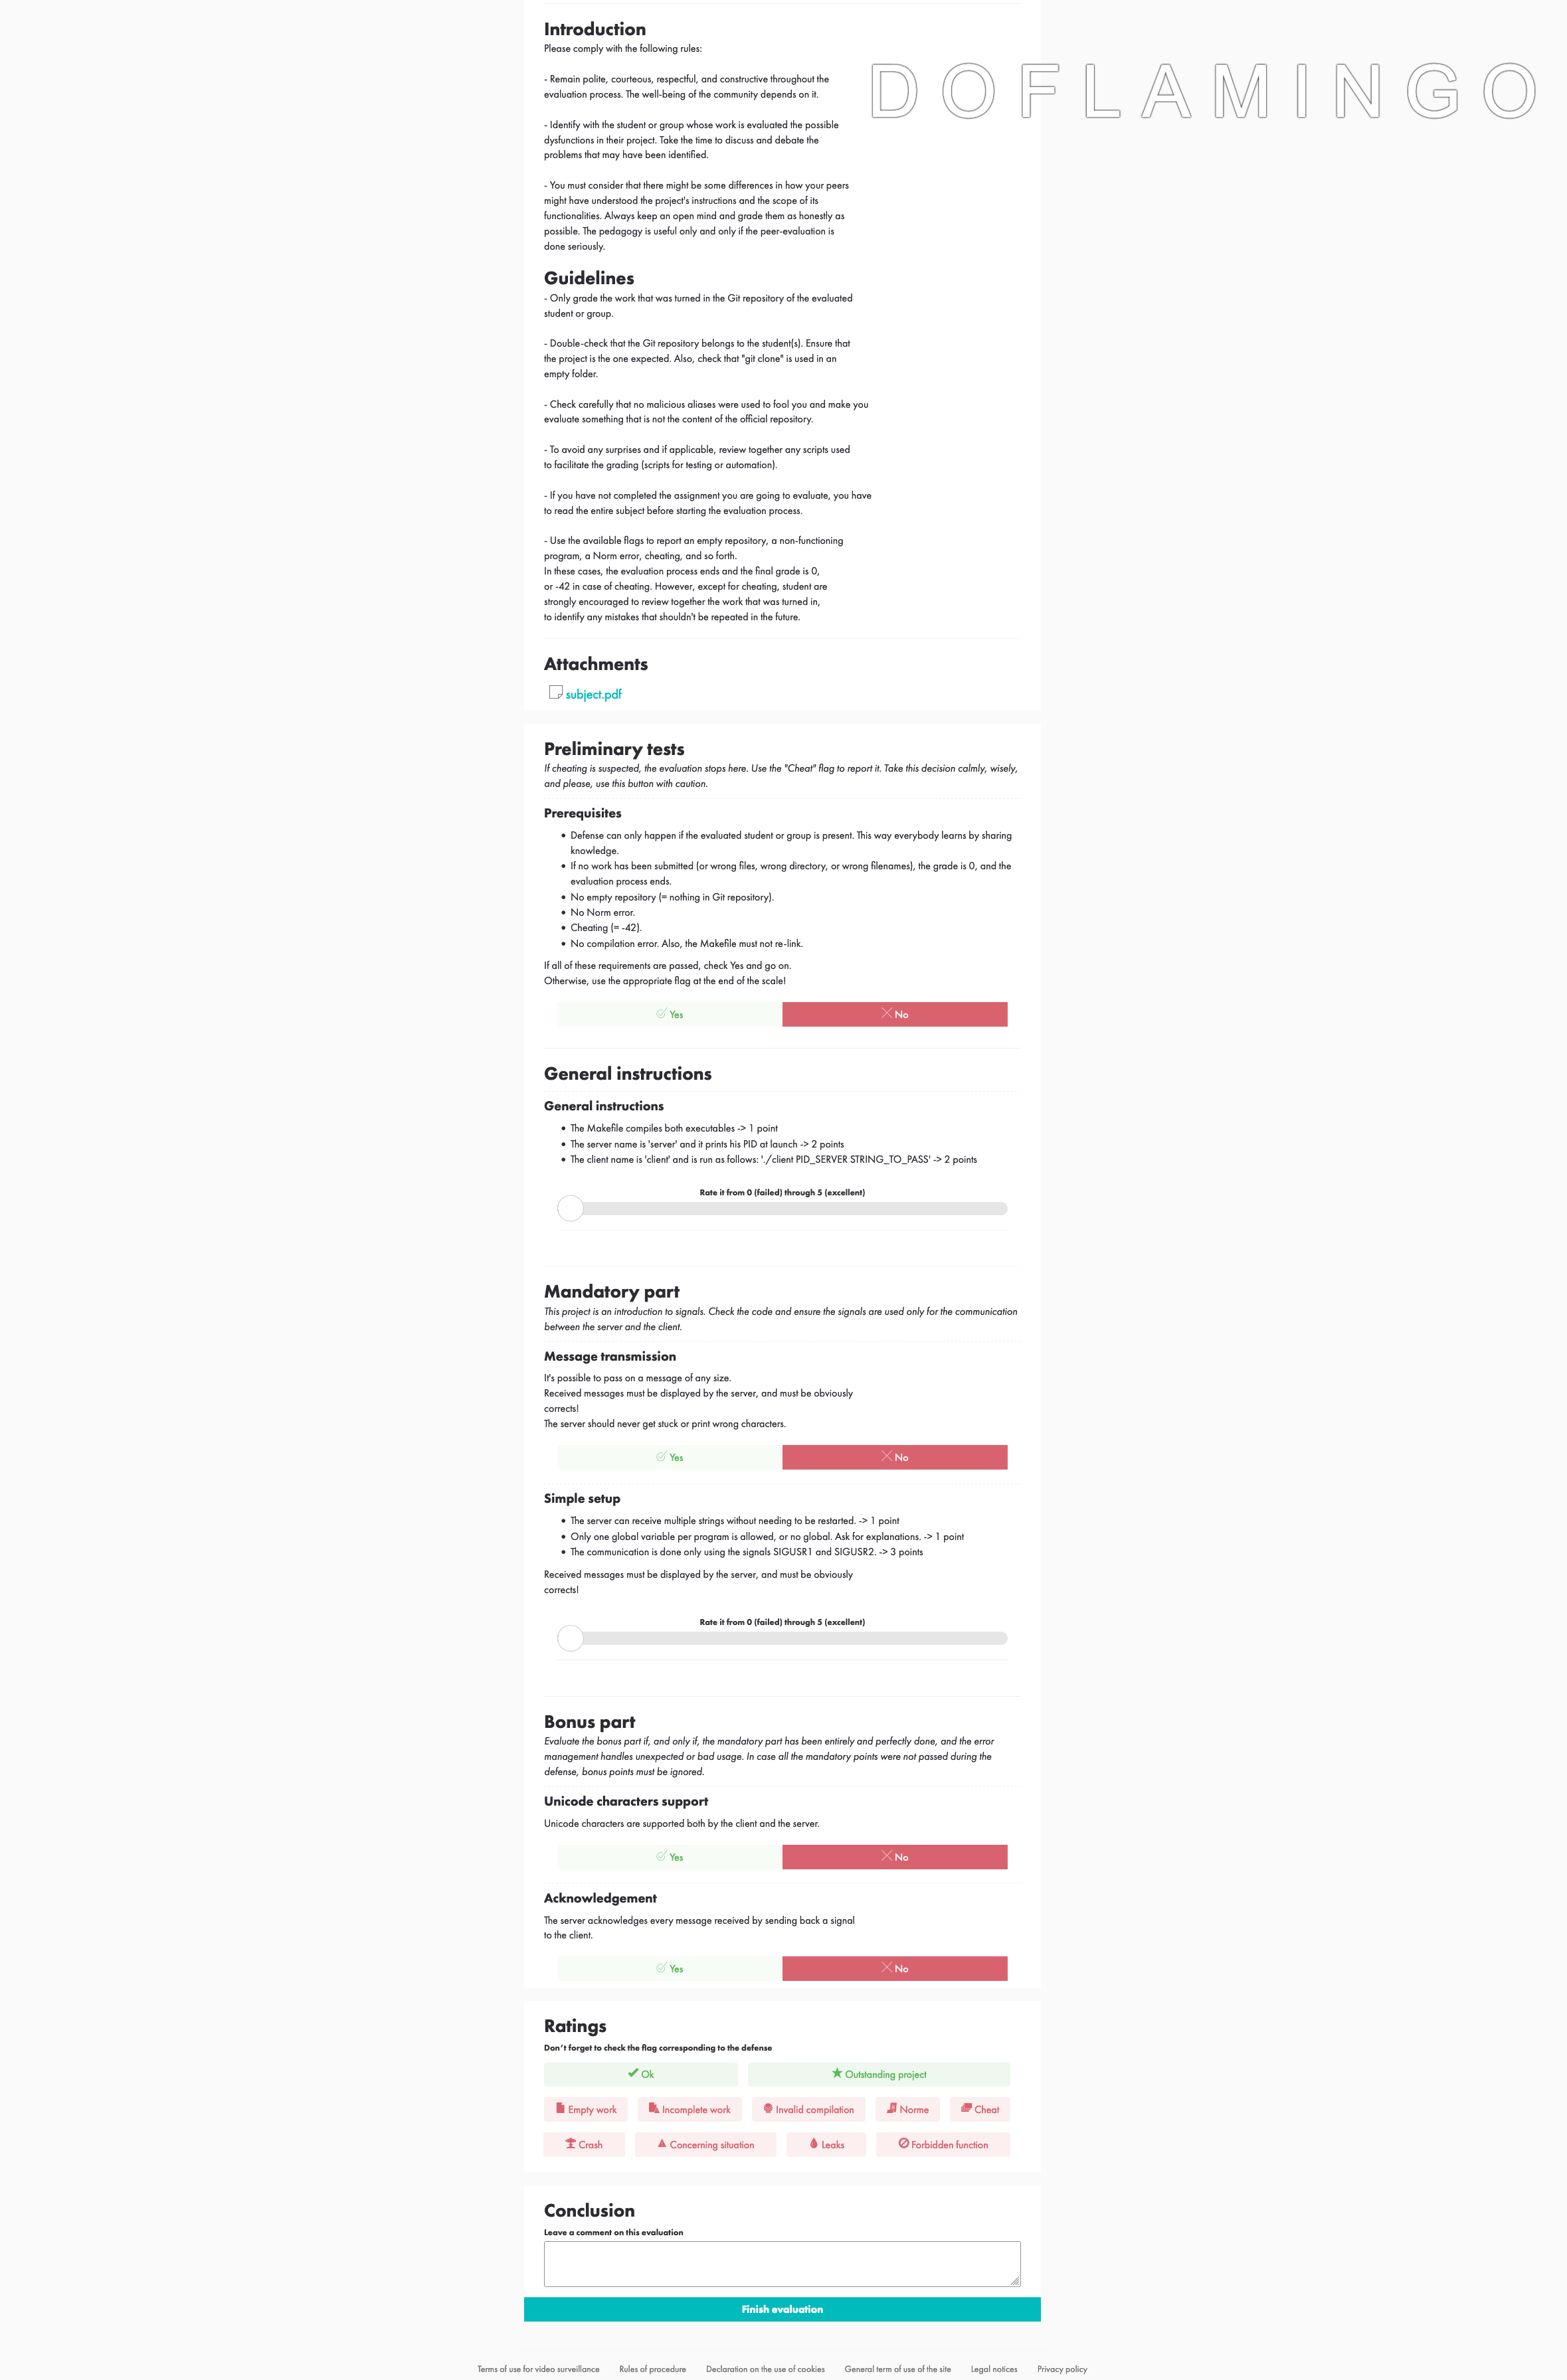 Introduction
Please comply with the following rules:
DOFLAMINGO
- Remain polite, courteous, respectful, and constructive throughout the
evaluation process. The well-being of the community depends on it.
- Identify with the student or group whose work is evaluated the possible
dysfunctions in their project. Take the time to discuss and debate the
problems that may have been identified.
- You must consider that there might be some differences in how your peers
might have understood the project's instructions and the scope of its
functionalities. Always keep an open mind and grade them as honestly as
possible. The pedagogy is useful only and only if the peer-evaluation is
done seriously.
Guidelines
- Only grade the work that was turned in the Git repository of the evaluated
student or group.
- Double-check that the Git repository belongs to the student(s). Ensure that
the project is the one expected. Also, check that "git clone" is used in an
empty folder.
- Check carefully that no malicious aliases were used to fool you and make you
evaluate something that is not the content of the official repository.
- To avoid any surprises and if applicable, review together any scripts used
to facilitate the grading (scripts for testing or automation).
- If you have not completed the assignment you are going to evaluate, you have
to read the entire subject before starting the evaluation process.
- Use the available flags to report an empty repository, a non-functioning
program, a Norm error, cheating, and so forth.
In these cases, the evaluation process ends and the final grade is 0,
or -42 in case of cheating. However, except for cheating, student are
strongly encouraged to review together the work that was turned in,
to identify any mistakes that shouldn't be repeated in the future.
Attachments
subject.pdf
Preliminary tests
If cheating is suspected, the evaluation stops here. Use the "Cheat" flag to report it. Take this decision calmly, wisely,
and please, use this button with caution.
Prerequisites
• Defense can only happen if the evaluated student or group is present. This way everybody learns by sharing
knowledge.
• If no work has been submitted (or wrong files, wrong directory, or wrong filenames), the grade is 0, and the
evaluation process ends.
• No empty repository (= nothing in Git repository).
• No Norm error.
• Cheating (= -42).
• No compilation error. Also, the Makefile must not re-link.
If all of these requirements are passed, check Yes and go on.
Otherwise, use the appropriate flag at the end of the scale!
Yes No
General instructions
General instructions
• The Makefile compiles both executables -> 1 point
• The server name is 'server' and it prints his PID at launch -> 2 points
• The client name is 'client' and is run as follows: './client PID_SERVER STRING_TO_PASS' -> 2 points
Rate it from 0 (failed) through 5 (excellent)
Mandatory part
This project is an introduction to signals. Check the code and ensure the signals are used only for the communication
between the server and the client.
Message transmission
It's possible to pass on a message of any size.
Received messages must be displayed by the server, and must be obviously
corrects!
The server should never get stuck or print wrong characters.
Yes No
Simple setup
• The server can receive multiple strings without needing to be restarted. -> 1 point
• Only one global variable per program is allowed, or no global. Ask for explanations. -> 1 point
• The communication is done only using the signals SIGUSR1 and SIGUSR2. -> 3 points
Received messages must be displayed by the server, and must be obviously
corrects!
Rate it from 0 (failed) through 5 (excellent)
Bonus part
Evaluate the bonus part if, and only if, the mandatory part has been entirely and perfectly done, and the error
management handles unexpected or bad usage. In case all the mandatory points were not passed during the
defense, bonus points must be ignored.
Unicode characters support
Unicode characters are supported both by the client and the server.
Yes No
Acknowledgement
The server acknowledges every message received by sending back a signal
to the client.
Yes No
Ratings
Don't forget to check the flag corresponding to the defense
Ok Outstanding project
Empty work Incomplete work Invalid compilation Norme Cheat
Crash Concerning situation Leaks Forbidden function
Conclusion
Leave a comment on this evaluation
Finish evaluation
Terms of use for video surveillance Rules of procedure Declaration on the use of cookies General term of use of the site Legal notices Privacy policy